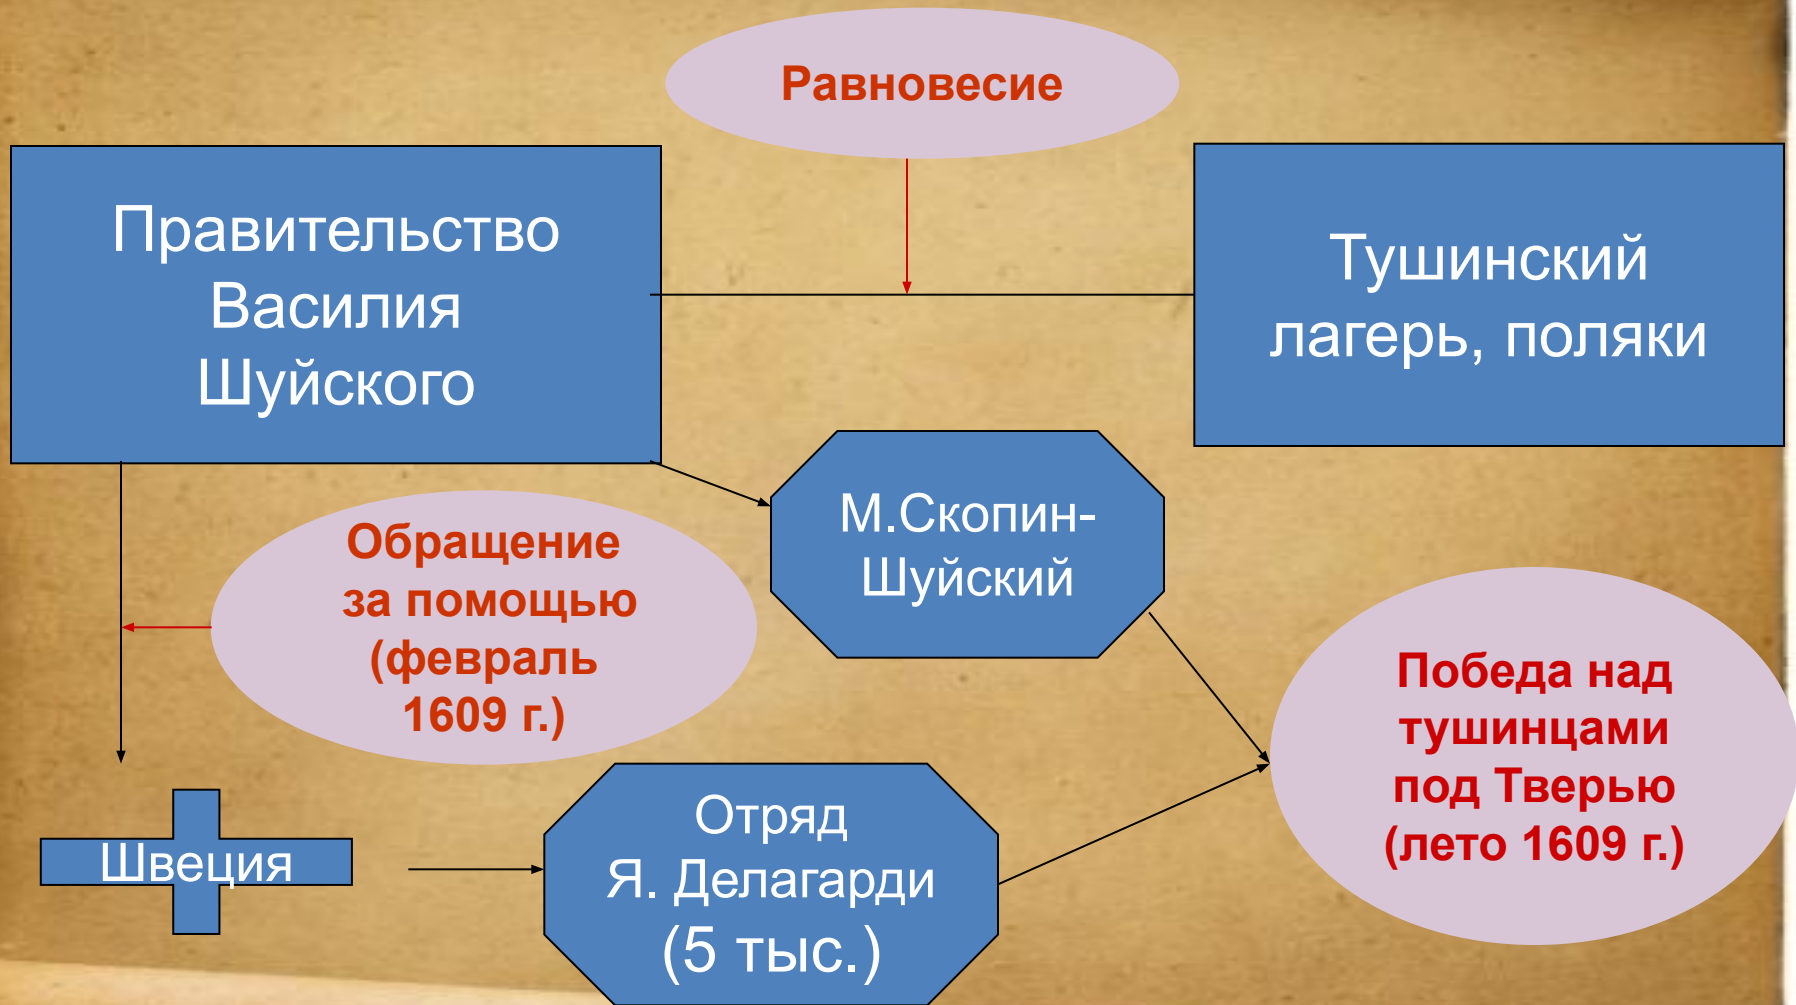 Равновесие
Правительство
Василия
Шуйского
Тушинский
лагерь, поляки
М.Скопин-
Шуйский
Обращение
за помощью
(февраль
1609 г.)
Победа над
тушинцами
под Тверью
(лето 1609 г.)
Швеция
Отряд
Я. Делагарди
(5 тыс.)